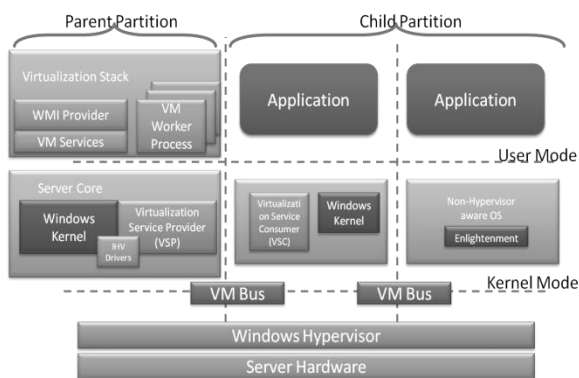 Parent Partition
Child Partition
Virtualization Stack
WMI Provider
VM Services
VM
Worker
Process
Application
Application
User Mode
Server Core
Windows
Kernel
Virtualization
Service Provider
(VSP)
IHV
Drivers
Virtualizati
on Service
Consumer
(VSC)
Windows
Kernel
Non-Hypervisor
aware OS
Enlightenment
Kernel Mode
VM Bus
VM Bus
Windows Hypervisor
Server Hardware